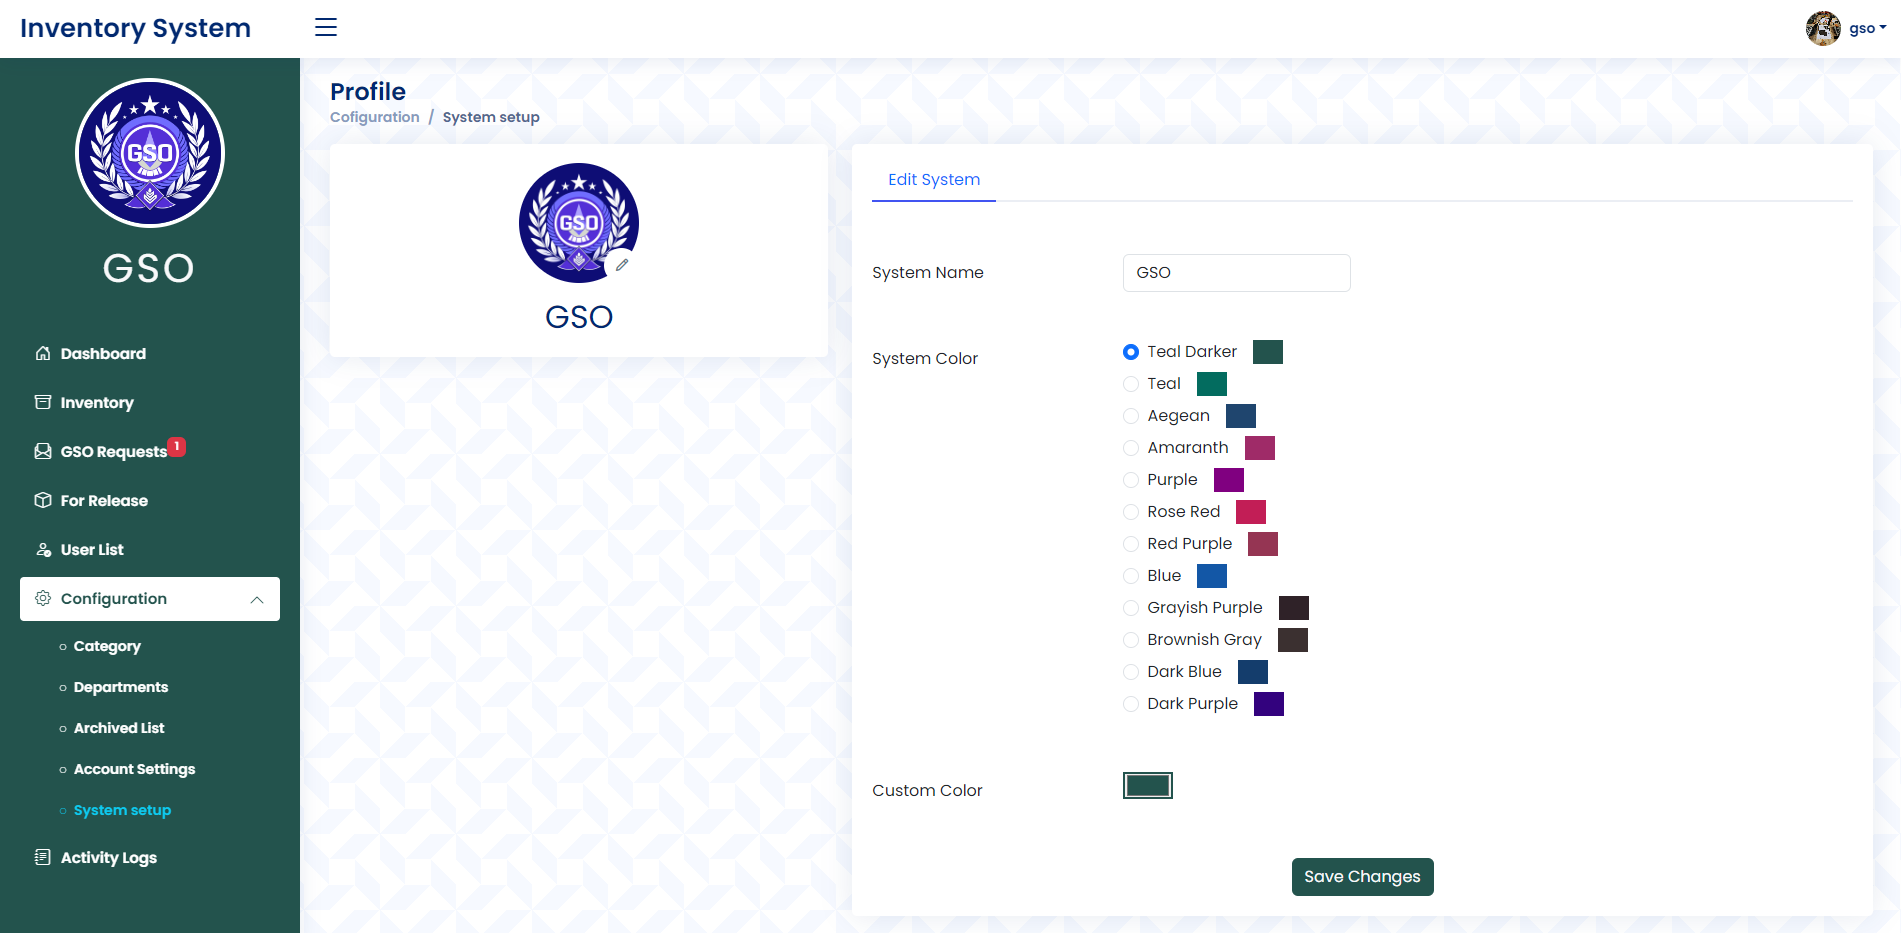 Inventory System
gso
GSO
GSO
Dashboard
Inventory
GSO Requests 1
For Release
User List
Configuration
Category
Departments
Archived List
Account Settings
System setup
Activity Logs
Profile
Cofiguration / System setup
GSO
GSO
Edit System
System Name
GSO
System Color
Teal Darker
Teal
Aegean
Amaranth
Purple
Rose Red
Red Purple
Blue
Grayish Purple
Brownish Gray
Dark Blue
Dark Purple
Custom Color
Save Changes